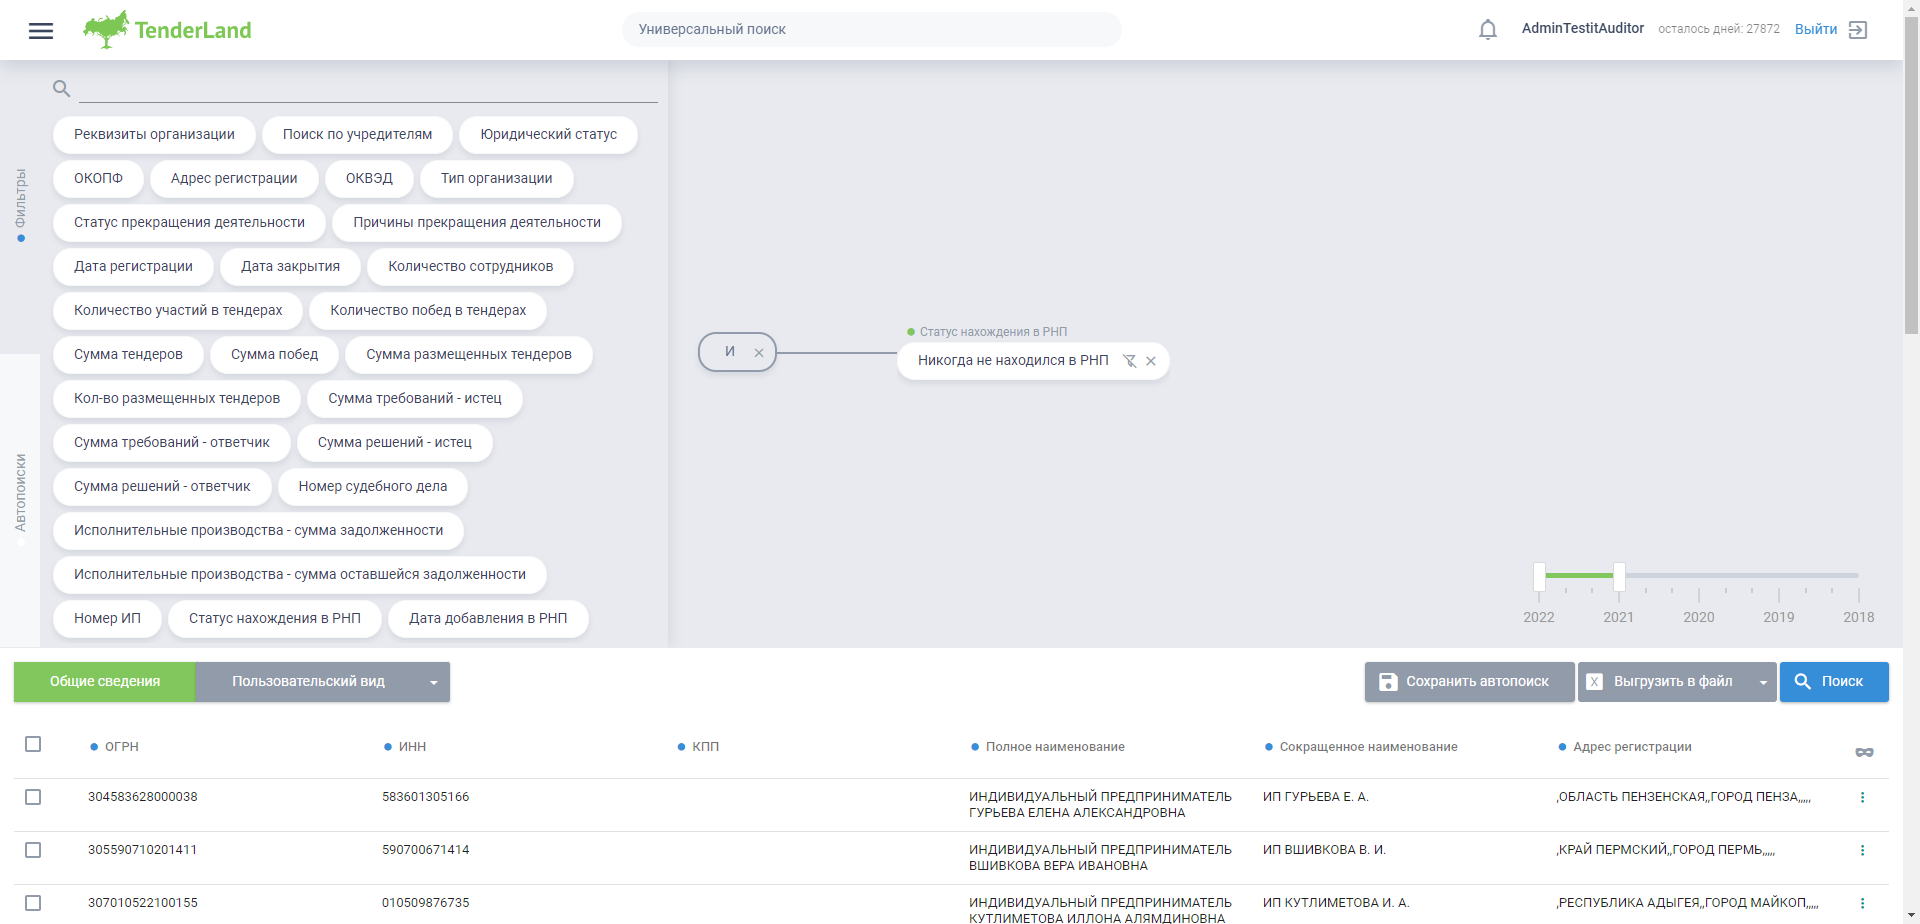 TenderLand
Универсальный поиск
AdminTestitAuditor
осталось дней: 27872
Выйти
Фильтры
Автопоиски
Реквизиты организации
Поиск по учредителям
Юридический статус
ОКОПФ
Адрес регистрации
ОКВЭД
Тип организации
Статус прекращения деятельности
Причины прекращения деятельности
Дата регистрации
Дата закрытия
Количество сотрудников
Количество участий в тендерах
Количество побед в тендерах
Сумма тендеров
Сумма побед
Сумма размещенных тендеров
Кол-во размещенных тендеров
Сумма требований - истец
Сумма требований - ответчик
Сумма решений - истец
Сумма решений - ответчик
Номер судебного дела
Исполнительные производства - сумма задолженности
Исполнительные производства - сумма оставшейся задолженности
Номер ИП
Статус нахождения в РНП
Дата добавления в РНП
И
Статус нахождения в РНП
Никогда не находился в РНП
2022
2021
2020
2019
2018
Общие сведения
Пользовательский вид
Сохранить автопоиск
X
Выгрузить в файл
Поиск
ОГРН
ИНН
КПП
Полное наименование
Сокращенное наименование
Адрес регистрации
304583628000038
583601305166
ИНДИВИДУАЛЬНЫЙ ПРЕДПРИНИМАТЕЛЬ
ГУРЬЕВА ЕЛЕНА АЛЕКСАНДРОВНА
ИП ГУРЬЕВА Е. А.
,ОБЛАСТЬ ПЕНЗЕНСКАЯ,,ГОРОД ПЕНЗА,,,,,
305590710201411
590700671414
ИНДИВИДУАЛЬНЫЙ ПРЕДПРИНИМАТЕЛЬ
ВШИВКОВА ВЕРА ИВАНОВНА
ИП ВШИВКОВА В. И.
,КРАЙ ПЕРМСКИЙ,,ГОРОД ПЕРМЬ,,,,,
307010522100155
010509876735
ИНДИВИДУАЛЬНЫЙ ПРЕДПРИНИМАТЕЛЬ
КУТЛИМЕТОВА ИЛЛОНА АЛЯМДИНОВНА
ИП КУТЛИМЕТОВА И. А.
,РЕСПУБЛИКА АДЫГЕЯ,,ГОРОД МАЙКОП,,,,,